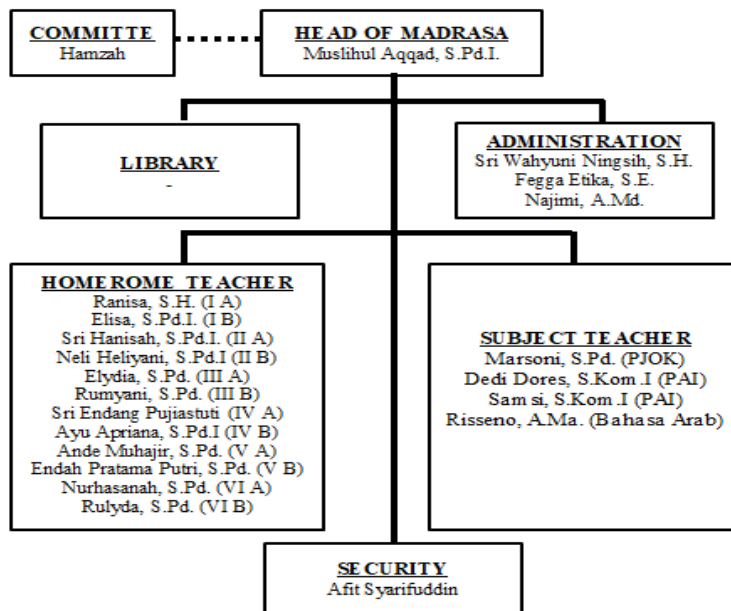 COMMITTE
Hamzah
HEAD OF MADRASA
Muslihul Aqqad, S.Pd.I.
LIBRARY
-
ADMINISTRATION
Sri Wahyuni Ningsih, S.H.
Fegga Etika, S.E.
Najimi, A.Md.
HOMEROME TEACHER
Ranisa, S.H. (I A)
Elisa, S.Pd.I. (I B)
Sri Hanisah, S.Pd.I. (II A)
Neli Heliyani, S.Pd.I (II B)
Elydia, S.Pd. (III A)
Rumyani, S.Pd. (III B)
Sri Endang Pujiastuti (IV A)
Ayu Apriana, S.Pd.I (IV B)
Ande Muhajir, S.Pd. (V A)
Endah Pratama Putri, S.Pd. (V B)
Nurhasanah, S.Pd. (VI A)
Rulyda, S.Pd. (VI B)
SUBJECT TEACHER
Marsoni, S.Pd. (PJOK)
Dedi Dores, S.Kom.I (PAI)
Samsi, S.Kom.I (PAI)
Risseno, A.Ma. (Bahasa Arab)
SECURITY
Afit Syarifuddin